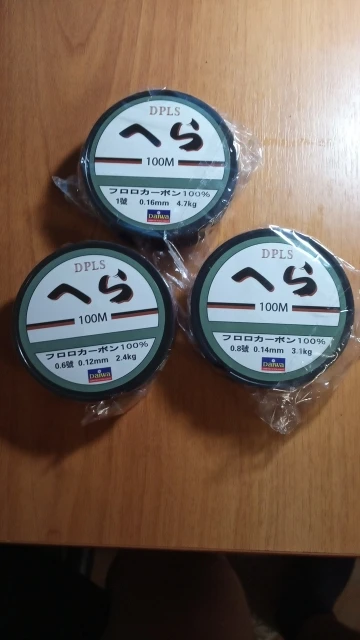 DPLS
へら
100M
フロロカーボン100%
1號 0.16mm 4.7kg
DAIWA
DPLS
へら
100M
フロロカーボン100%
0.6號 0.12mm 2.4kg
DAIWA
DPLS
へら
100M
フロロカーボン100%
0.8號 0.14mm 3.1kg
DAIWA